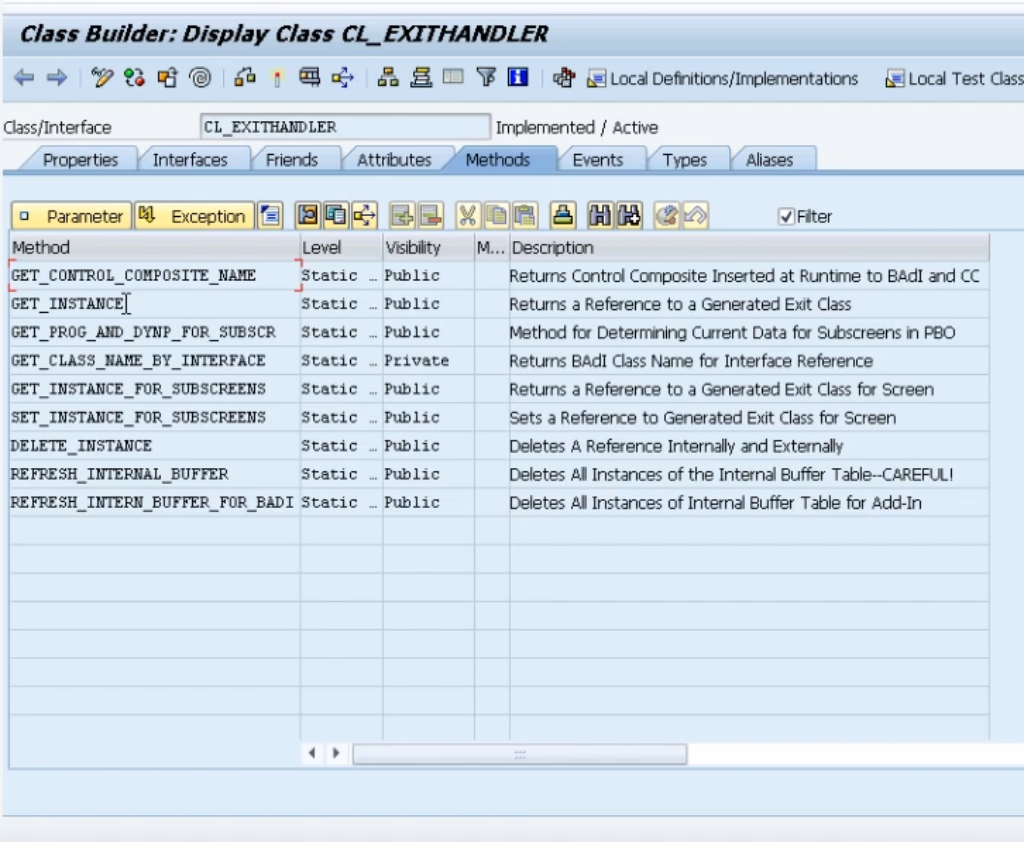 Class Builder: Display Class CL_EXITHANDLER
Local Definitions/Implementations Local Test Class
Class/Interface CL_EXITHANDLER Implemented / Active
Properties Interfaces Friends Attributes Methods Events Types Aliases
Parameter Exception Filter
Method Level Visibility M... Description
GET_CONTROL_COMPOSITE_NAME Static … Public Returns Control Composite Inserted at Runtime to BAdI and CC
GET_INSTANCE Static … Public Returns a Reference to a Generated Exit Class
GET_PROG_AND_DYNP_FOR_SUBSCR Static … Public Method for Determining Current Data for Subscreens in PBO
GET_CLASS_NAME_BY_INTERFACE Static … Private Returns BAdI Class Name for Interface Reference
GET_INSTANCE_FOR_SUBSCREENS Static … Public Returns a Reference to a Generated Exit Class for Screen
SET_INSTANCE_FOR_SUBSCREENS Static … Public Sets a Reference to Generated Exit Class for Screen
DELETE_INSTANCE Static … Public Deletes A Reference Internally and Externally
REFRESH_INTERNAL_BUFFER Static … Public Deletes All Instances of the Internal Buffer Table--CAREFUL!
REFRESH_INTERN_BUFFER_FOR_BADI Static … Public Deletes All Instances of Internal Buffer Table for Add-In